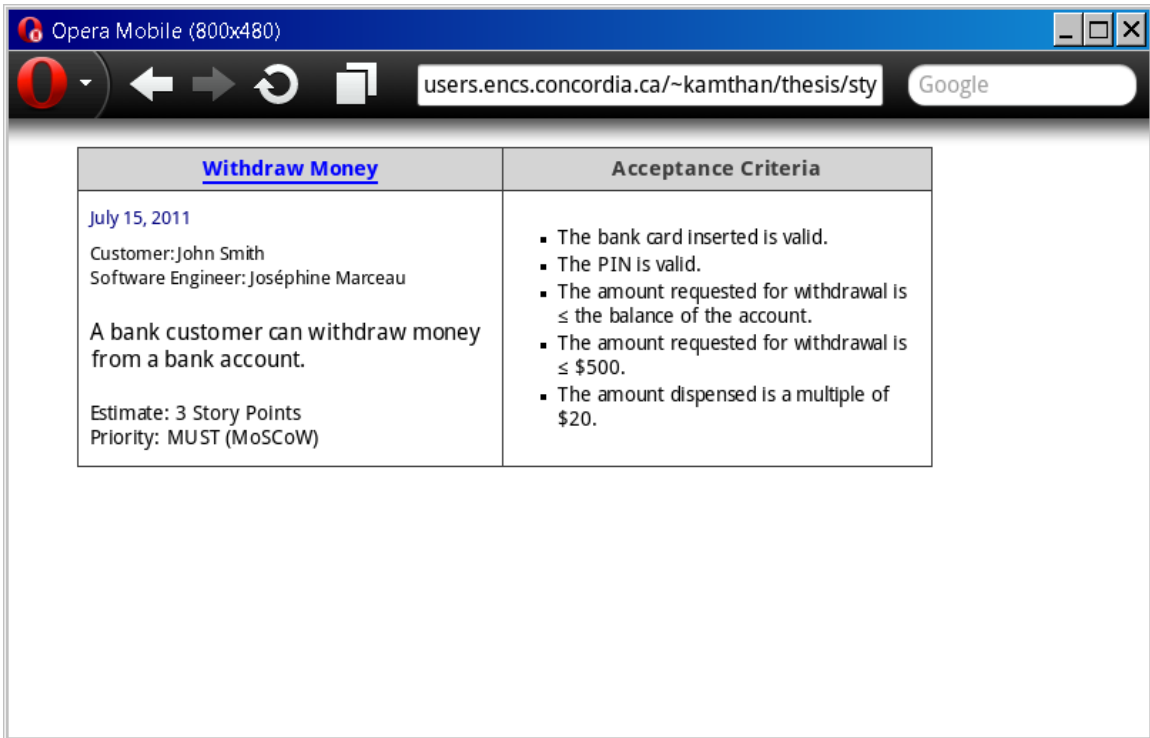 Opera Mobile (800x480)
users.encs.concordia.ca/~kamthan/thesis/sty
Google
Withdraw Money
July 15, 2011
Customer: John Smith
Software Engineer: Joséphine Marceau
A bank customer can withdraw money
from a bank account.
Estimate: 3 Story Points
Priority: MUST (MoSCoW)
Acceptance Criteria
▪ The bank card inserted is valid.
▪ The PIN is valid.
▪ The amount requested for withdrawal is
≤ the balance of the account.
▪ The amount requested for withdrawal is
≤ $500.
▪ The amount dispensed is a multiple of
$20.